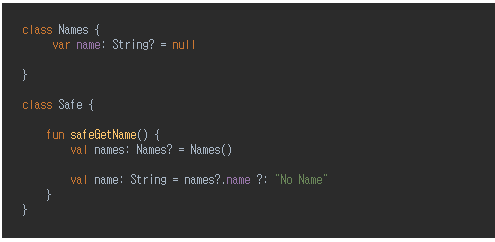 class Names {
    var name: String? = null
}
class Safe {
    fun safeGetName() {
        val names: Names? = Names()
        val name: String = names?.name ?: "No Name"
    }
}